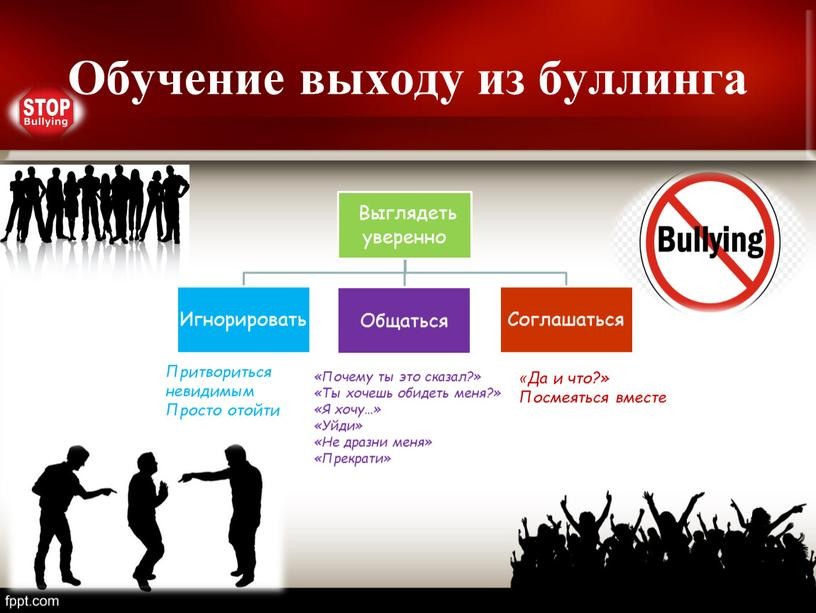 Обучение выходу из буллинга
STOP
Bullying
Выглядеть
уверенно
Bullying
Игнорировать
Общаться
Соглашаться
Притвориться
невидимым
Просто отойти
«Почему ты это сказал?»
«Ты хочешь обидеть меня?»
«Я хочу…»
«Уйди»
«Не дразни меня»
«Прекрати»
«Да и что?»
Посмеяться вместе
fppt.com